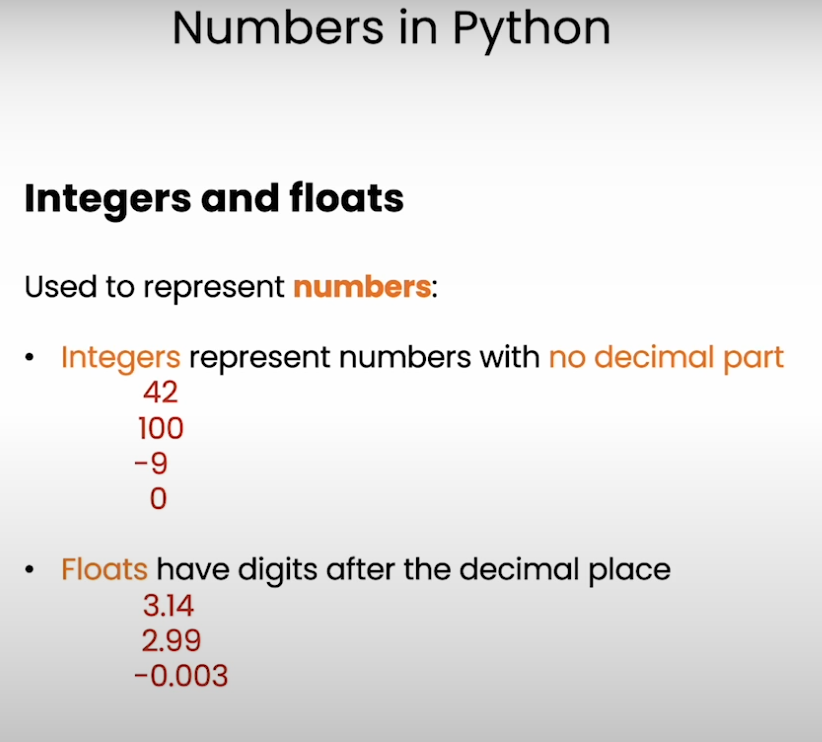 Numbers in Python
Integers and floats
Used to represent numbers:
• Integers represent numbers with no decimal part
42
100
-9
0
• Floats have digits after the decimal place
3.14
2.99
-0.003